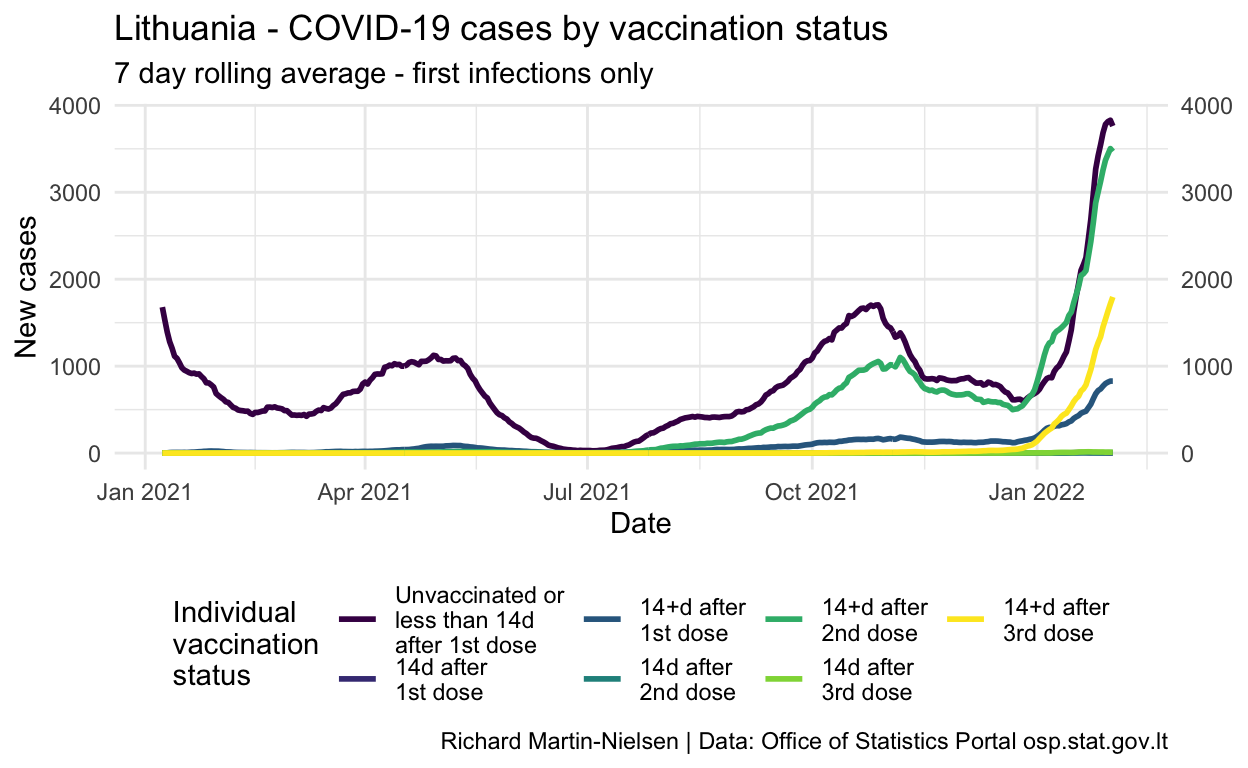 Lithuania - COVID-19 cases by vaccination status
7 day rolling average - first infections only
4000
3000
2000
1000
0
4000
3000
2000
1000
0
New cases
Jan 2021
Apr 2021
Jul 2021
Oct 2021
Jan 2022
Date
Individual
vaccination
status
Unvaccinated or
less than 14d
after 1st dose
14d after
1st dose
14+d after
1st dose
14d after
2nd dose
14+d after
2nd dose
14d after
3rd dose
14+d after
3rd dose
Richard Martin-Nielsen | Data: Office of Statistics Portal osp.stat.gov.lt